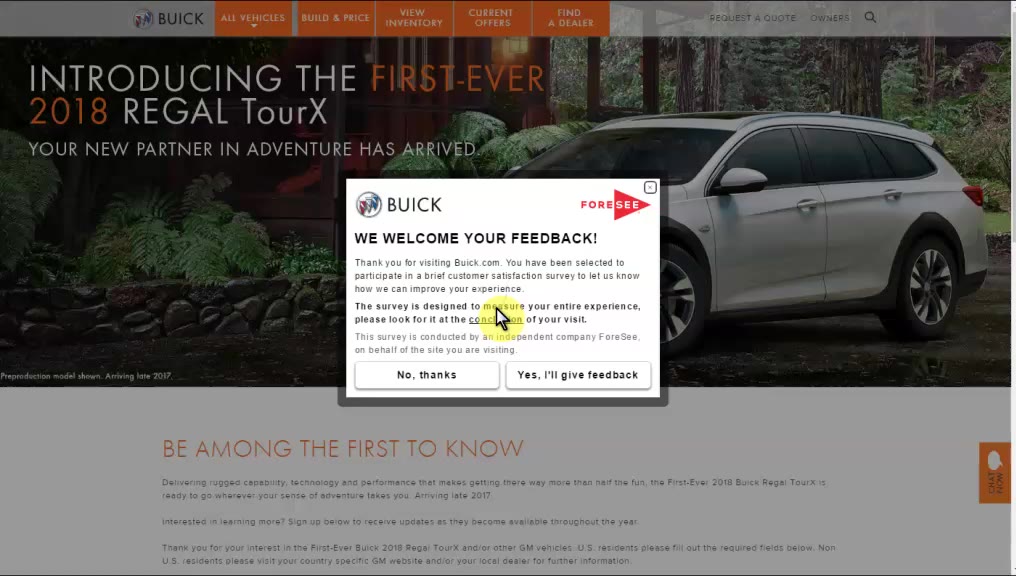 BUICK
ALL VEHICLES
BUILD & PRICE
VIEW
INVENTORY
CURRENT
OFFERS
FIND
A DEALER
REQUEST A QUOTE
OWNERS
INTRODUCING THE FIRST-EVER
2018 REGAL TourX
YOUR NEW PARTNER IN ADVENTURE HAS ARRIVED.
BUICK
FORESEE
WE WELCOME YOUR FEEDBACK!
Thank you for visiting Buick.com. You have been selected to
participate in a brief customer satisfaction survey to let us know
how we can improve your experience.
The survey is designed to measure your entire experience,
please look for it at the conclusion of your visit.
This survey is conducted by an independent company ForeSee,
on behalf of the site you are visiting.
No, thanks
Yes, I'll give feedback
Preproduction model shown. Arriving late 2017.
BE AMONG THE FIRST TO KNOW
CHAT
NOW
Delivering rugged capability, technology and performance that makes getting there way more than half the fun, the First-Ever 2018 Buick Regal TourX is
ready to go wherever your sense of adventure takes you. Arriving late 2017.
Interested in learning more? Sign up below to receive updates as they become available throughout the year.
Thank you for your interest in the First-Ever Buick 2018 Regal TourX and/or other GM vehicles. U.S. residents please fill out the required fields below. Non
U.S. residents please visit your country specific GM website and/or your local dealer for further information.